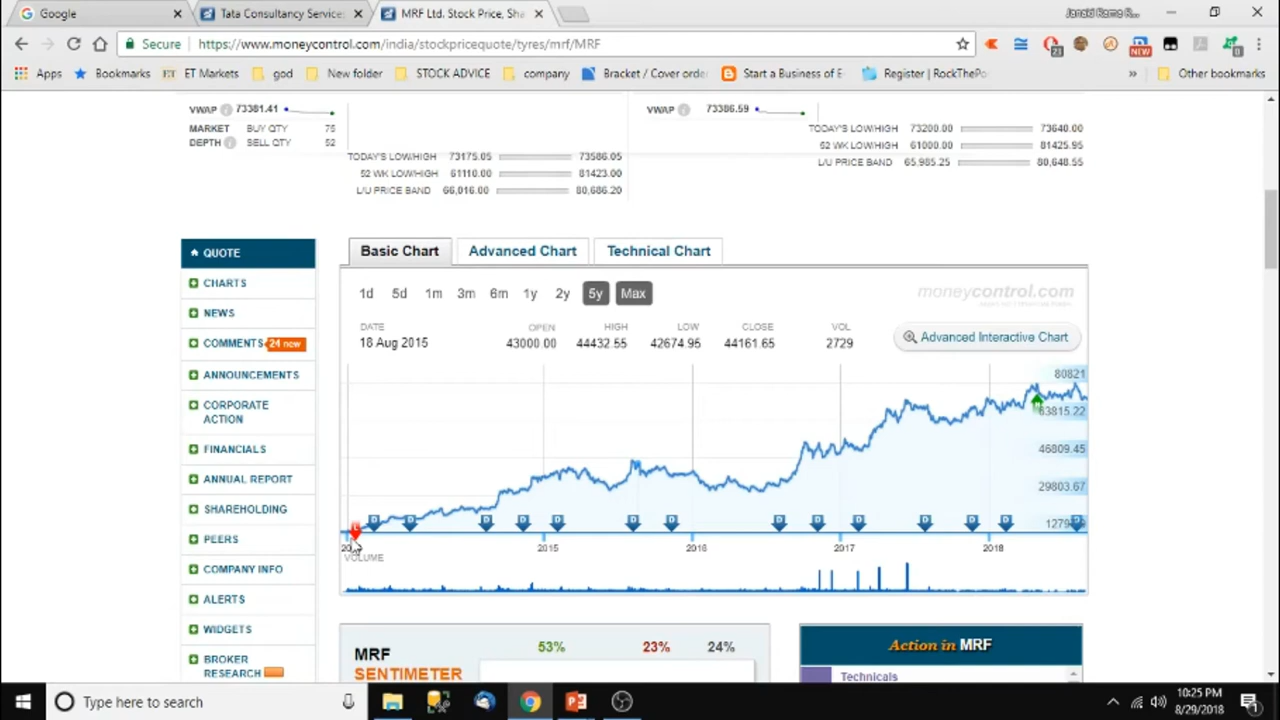 Google
Tata Consultancy Service
MRF Ltd. Stock Price, Sha
Secure
https://www.moneycontrol.com/india/stockpricequote/tyres/mrf/MRF
23
NEW
0
Apps
Bookmarks
ET ET Markets
god
New folder
STOCK ADVICE
company
Bracket / Cover orde
Start a Business of E
Register | RockThePo
»
Other bookmarks
VWAP 73381.41
VWAP 73386.59
MARKET DEPTH
BUY QTY 75
SELL QTY 52
TODAY'S LOW/HIGH 73175.05 73586.05
52 WK LOW/HIGH 61110.00 81423.00
L/U PRICE BAND 66,016.00 80,686.20
TODAY'S LOW/HIGH 73200.00 73640.00
52 WK LOW/HIGH 61000.00 81425.95
L/U PRICE BAND 65,985.25 80,648.55
QUOTE
CHARTS
NEWS
COMMENTS 24 new
ANNOUNCEMENTS
CORPORATE
ACTION
FINANCIALS
ANNUAL REPORT
SHAREHOLDING
PEERS
COMPANY INFO
ALERTS
WIDGETS
BROKER
RESEARCH
Basic Chart
Advanced Chart
Technical Chart
1d 5d 1m 3m 6m 1y 2y 5y Max
moneycontrol.com
DATE OPEN HIGH LOW CLOSE VOL
18 Aug 2015 43000.00 44432.55 42674.95 44161.65 2729
Advanced Interactive Chart
80821
63815.22
46809.45
29803.67
D D D D D D D D D D D D D D
2015 2016 2017 2018
VOLUME
MRF
SENTIMETER
53% 23% 24%
Action in MRF
Technicals
Type here to search
10:25 PM
8/29/2018
1